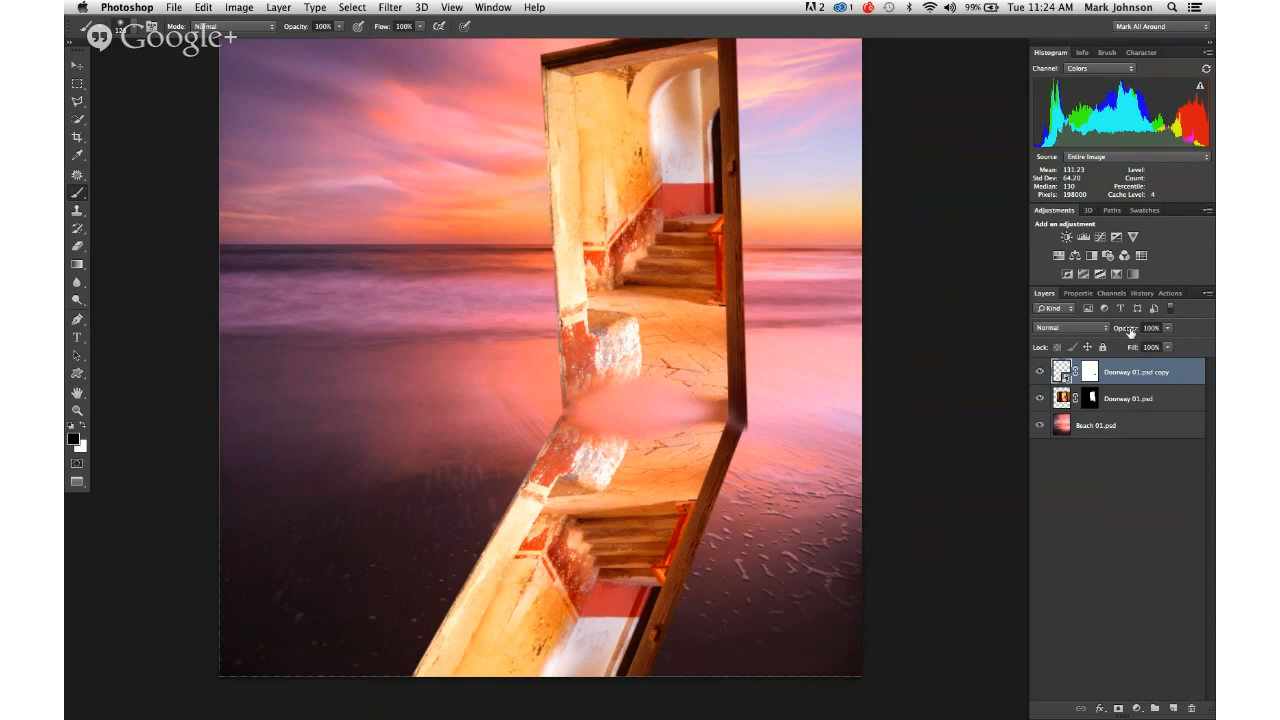 Photoshop File Edit Image Layer Type Select Filter 3D View Window Help 2 1 99% Tue 11:24 AM Mark Johnson
Mode: Normal Opacity: 100% Flow: 100% Mark All Around
Google+
Histogram Info Brush Character
Channel: Colors
Source: Entire Image
Mean: 131.23 Level:
Std Dev: 64.20 Count:
Median: 130 Percentile:
Pixels: 198000 Cache Level: 4
Adjustments 3D Paths Swatches
Add an adjustment
Layers Propertie Channels History Actions
Kind
Normal Opacity: 100%
Lock: Fill: 100%
Doorway 01.psd copy
Doorway 01.psd
Beach 01.psd